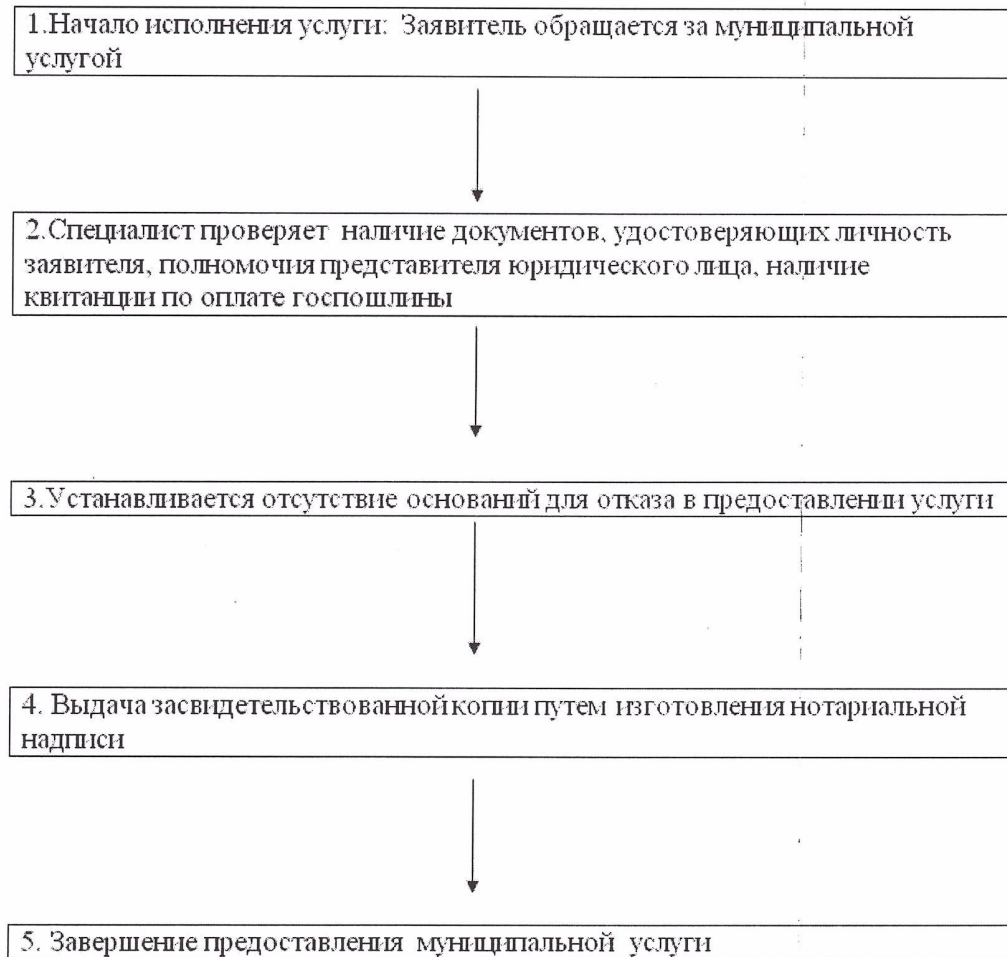 1.Начало исполнения услуги: Заявитель обращается за муниципальной
услугой
2.Специалист проверяет наличие документов, удостоверяющих личность
заявителя, полномочия представителя юридического лица, наличие
квитанции по оплате госпошлины
3.Устанавливается отсутствие оснований для отказа в предоставлении услуги
4. Выдача засвидетельствованной копии путем изготовления нотариальной
надписи
5. Завершение предоставления муниципальной услуги